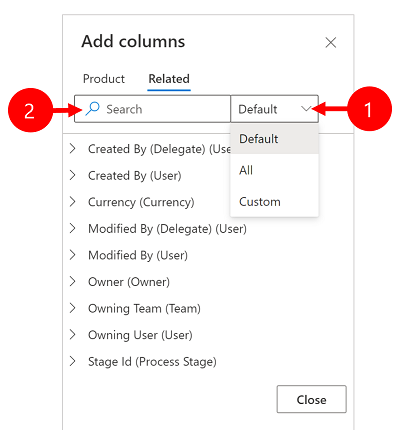 Add columns
Product Related
2 Search Default 1
Default
All
Custom
Created By (Delegate) (Use
Created By (User)
Currency (Currency)
Modified By (Delegate) (User)
Modified By (User)
Owner (Owner)
Owning Team (Team)
Owning User (User)
Stage Id (Process Stage)
Close